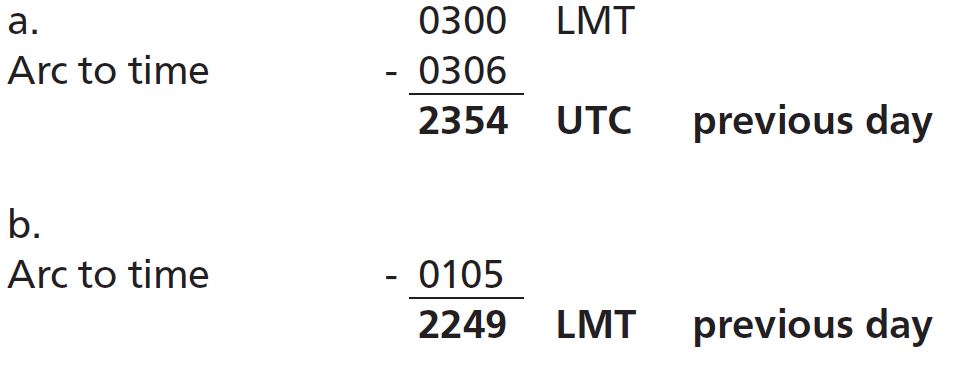 a. 0300 LMT
Arc to time - 0306
2354 UTC previous day
b.
Arc to time - 0105
2249 LMT previous day